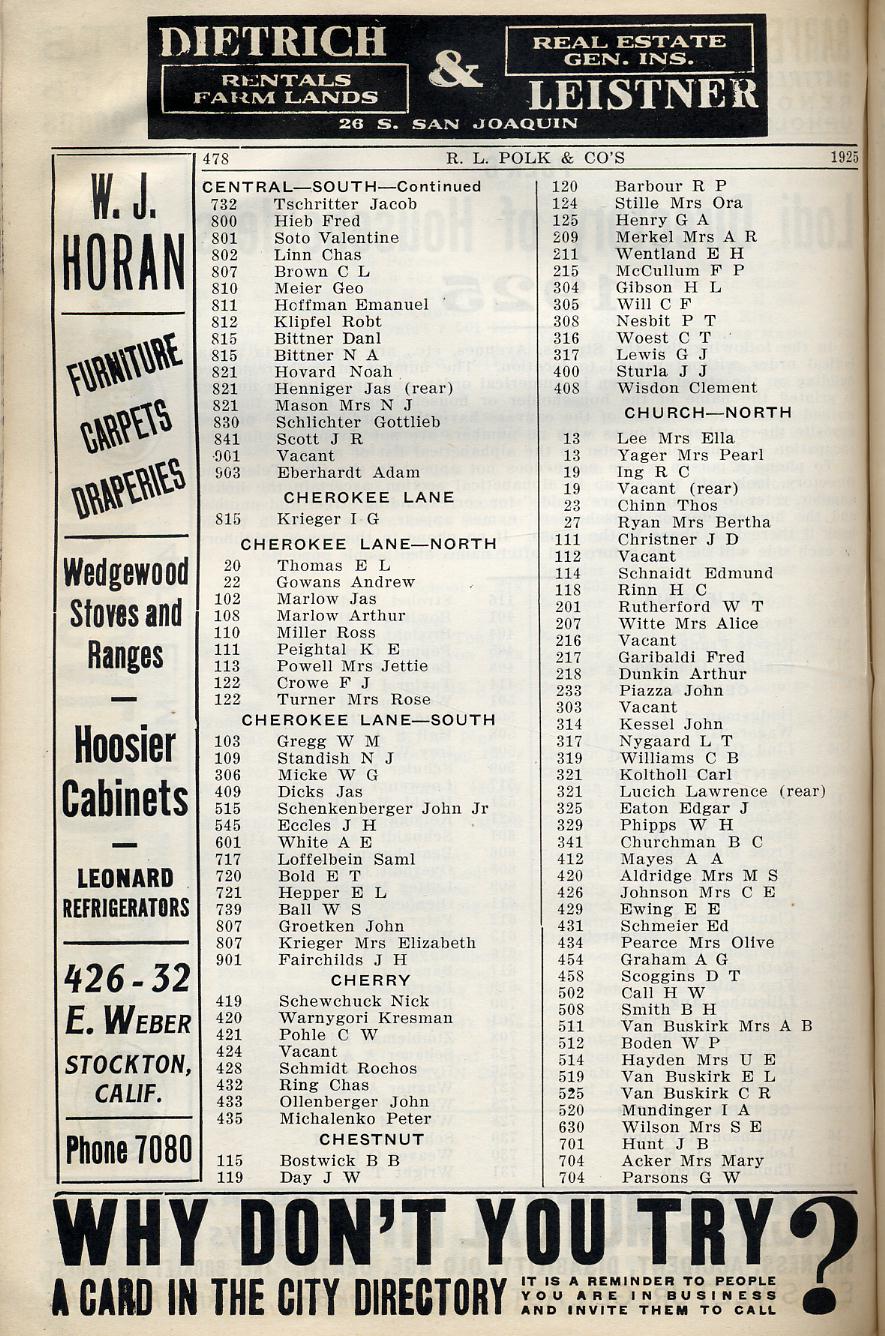 DIETRICH
RENTALS
FARM LANDS
&
REAL ESTATE
GEN. INS.
LEISTNER
26 S. SAN JOAQUIN
478 R. L. POLK & CO'S 1925
W. J.
HORAN
FURNITURE
CARPETS
DRAPERIES
Wedgewood
Stoves and
Ranges
Hoosier
Cabinets
LEONARD
REFRIGERATORS
426-32
E. WEBER
STOCKTON,
CALIF.
Phone 7080
CENTRAL—SOUTH—Continued
732 Tschritter Jacob
800 Hieb Fred
801 Soto Valentine
802 Linn Chas
807 Brown C L
810 Meier Geo
811 Hoffman Emanuel
812 Klipfel Robt
815 Bittner Danl
815 Bittner N A
821 Hovard Noah
821 Henniger Jas (rear)
821 Mason Mrs N J
830 Schlichter Gottlieb
841 Scott J R
901 Vacant
903 Eberhardt Adam
CHEROKEE LANE
815 Krieger I G
CHEROKEE LANE—NORTH
20 Thomas E L
22 Gowans Andrew
102 Marlow Jas
108 Marlow Arthur
110 Miller Ross
111 Peightal K E
113 Powell Mrs Jettie
122 Crowe F J
122 Turner Mrs Rose
CHEROKEE LANE—SOUTH
103 Gregg W M
109 Standish N J
306 Micke W G
409 Dicks Jas
515 Schenkenberger John Jr
545 Eccles J H
601 White A E
717 Loffelbein Saml
720 Bold E T
721 Hepper E L
739 Ball W S
807 Groetken John
807 Krieger Mrs Elizabeth
901 Fairchilds J H
CHERRY
419 Schewchuck Nick
420 Warnygori Kresman
421 Pohle C W
424 Vacant
428 Schmidt Rochos
432 Ring Chas
433 Ollenberger John
435 Michalenko Peter
CHESTNUT
115 Bostwick B B
119 Day J W
120 Barbour R P
124 Stille Mrs Ora
125 Henry G A
209 Merkel Mrs A R
211 Wentland E H
215 McCullum F P
304 Gibson H L
305 Will C F
308 Nesbit P T
316 Woest C T
317 Lewis G J
400 Sturla J J
408 Wisdon Clement
CHURCH—NORTH
13 Lee Mrs Ella
13 Yager Mrs Pearl
19 Ing R C
19 Vacant (rear)
23 Chinn Thos
27 Ryan Mrs Bertha
111 Christner J D
112 Vacant
114 Schnaidt Edmund
118 Rinn H C
201 Rutherford W T
207 Witte Mrs Alice
216 Vacant
217 Garibaldi Fred
218 Dunkin Arthur
233 Piazza John
303 Vacant
314 Kessel John
317 Nygaard L T
319 Williams C B
321 Koltholl Carl
321 Lucich Lawrence (rear)
325 Eaton Edgar J
329 Phipps W H
341 Churchman B C
412 Mayes A A
420 Aldridge Mrs M S
426 Johnson Mrs C E
429 Ewing E E
431 Schmeier Ed
434 Pearce Mrs Olive
454 Graham A G
458 Scoggins D T
502 Call H W
508 Smith B H
511 Van Buskirk Mrs A B
512 Boden W P
514 Hayden Mrs U E
519 Van Buskirk E L
525 Van Buskirk C R
520 Mundinger I A
630 Wilson Mrs S E
701 Hunt J B
704 Acker Mrs Mary
704 Parsons G W
WHY DON'T YOU TRY?
A CARD IN THE CITY DIRECTORY
IT IS A REMINDER TO PEOPLE
YOU ARE IN BUSINESS
AND INVITE THEM TO CALL